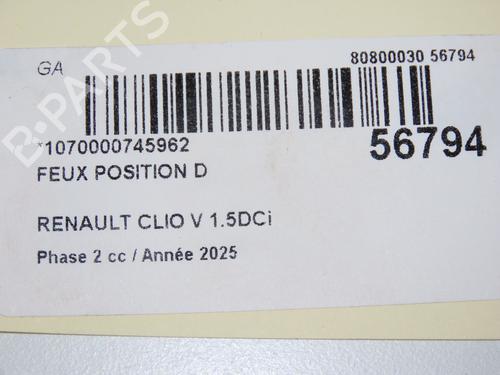 GA
80800030 56794
*1070000745962
56794
FEUX POSITION D
RENAULT CLIO V 1.5DCi
Phase 2 cc / Année 2025
B-PARTS